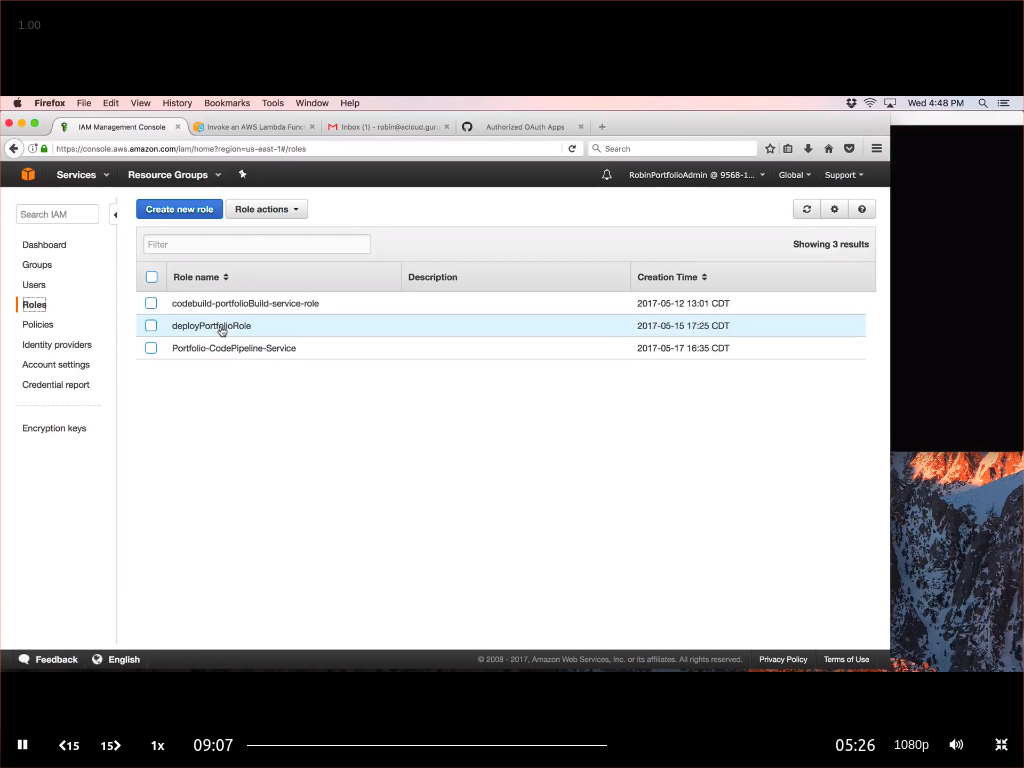 1.00
Firefox File Edit View History Bookmarks Tools Window Help Wed 4:48 PM
IAM Management Console Invoke an AWS Lambda Func Inbox (1) - robin@acloud.gur Authorized OAuth Apps
https://console.aws.amazon.com/iam/home?region=us-east-1#/roles Search
Services Resource Groups RobinPortfolioAdmin @ 9568-1... Global Support
Search IAM
Create new role Role actions
Dashboard
Groups
Users
Roles
Policies
Identity providers
Account settings
Credential report
Encryption keys
Filter Showing 3 results
Role name Description Creation Time
codebuild-portfolioBuild-service-role 2017-05-12 13:01 CDT
deployPortfolioRole 2017-05-15 17:25 CDT
Portfolio-CodePipeline-Service 2017-05-17 16:35 CDT
Feedback English © 2008 - 2017, Amazon Web Services, Inc. or its affiliates. All rights reserved. Privacy Policy Terms of Use
15 15 1x 09:07 05:26 1080p